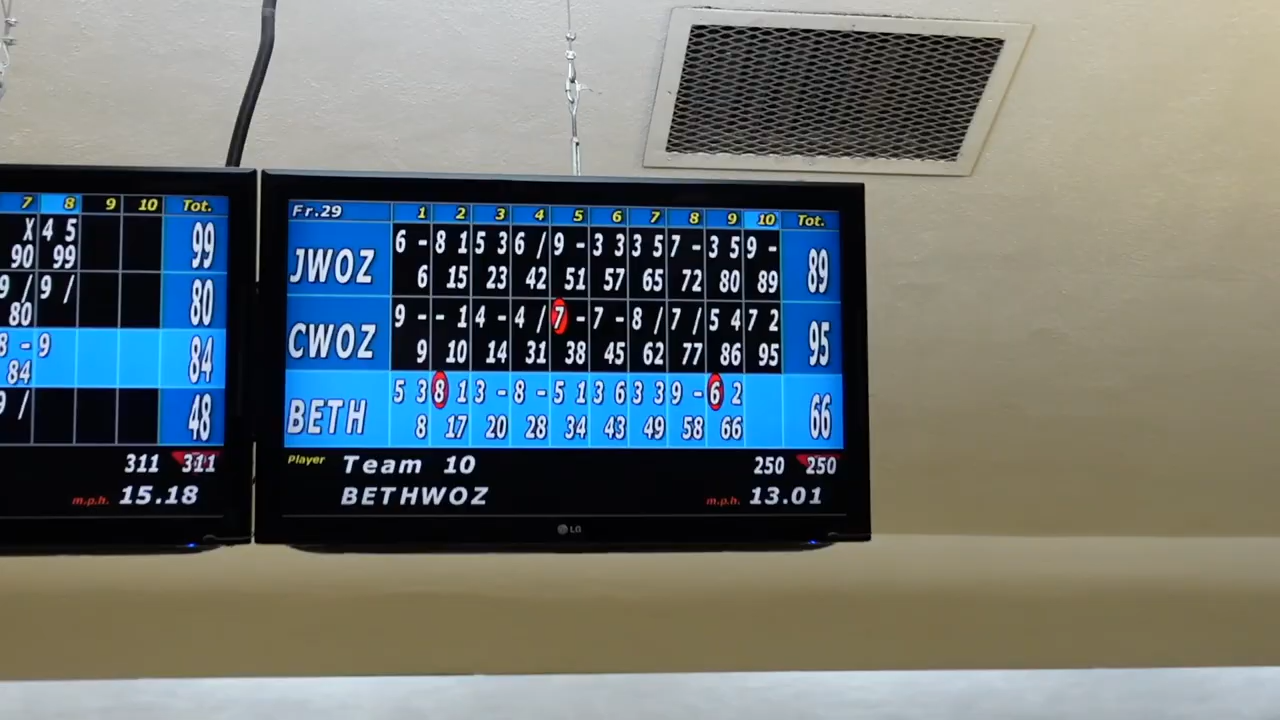 7 8 9 10 Tot.
X 4 5
90 99 99
9 / 9 /
80 80
8 - 9
84 84
9 /
48
311 311
m.p.h. 15.18
Fr.29 1 2 3 4 5 6 7 8 9 10 Tot.
6 - 8 1 5 3 6 / 9 - 3 3 3 5 7 - 3 5 9 -
JWOZ 6 15 23 42 51 57 65 72 80 89 89
9 - - 1 4 - 4 / 7 - 7 - 8 / 7 / 5 4 7 2
CWOZ 9 10 14 31 38 45 62 77 86 95 95
5 3 8 1 3 - 8 - 5 1 3 6 3 3 9 - 6 2
BETH 8 17 20 28 34 43 49 58 66 66
Player Team 10 250 250
BETHWOZ m.p.h. 13.01
LG